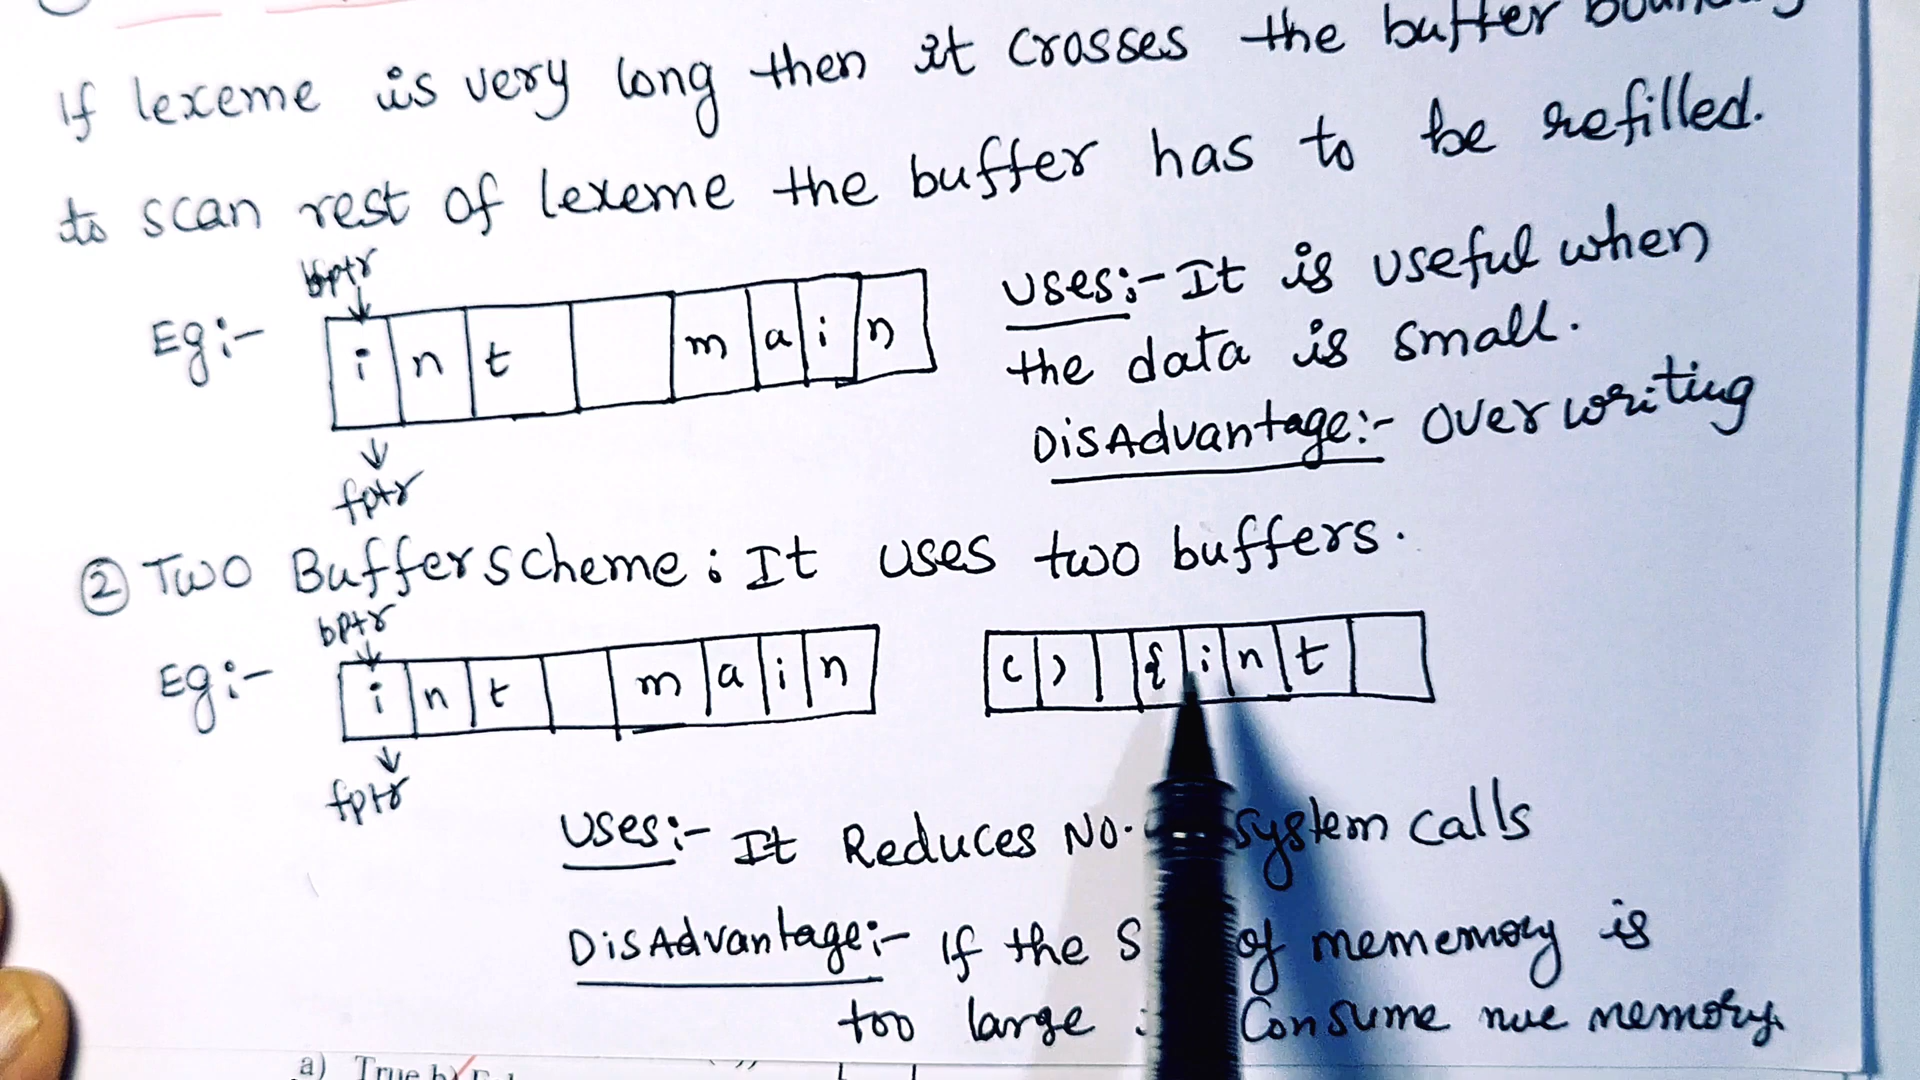 If lexeme is very long then it crosses the buffer
to scan rest of lexeme the buffer has to be refilled.
bptr
Eg:- i n t m a i n
fptr
Uses:- It is useful when
the data is small.
DisAdvantage:- Over writing
② Two Buffer scheme: It uses two buffers.
bptr
Eg:- i n t m a i n ( ) { i n t
fptr
Uses:- It Reduces No. system calls
DisAdvantage:- If the of mememory is
too large Consume memory.
a) True b)